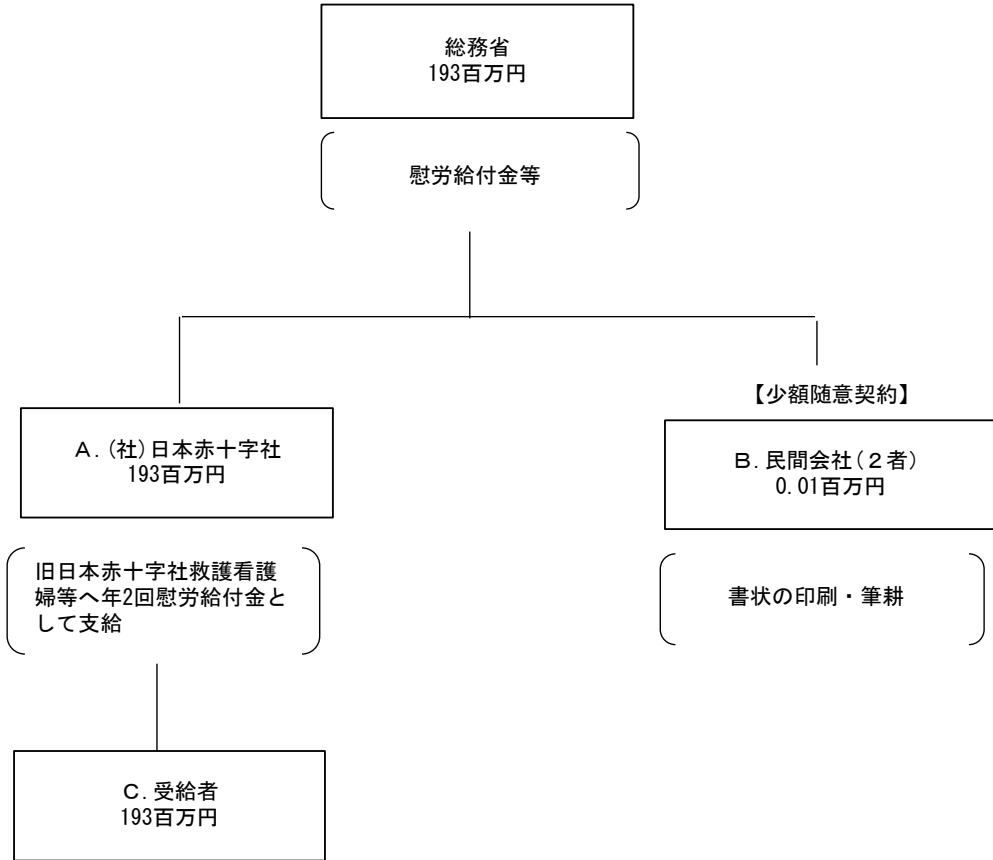 総務省
193百万円
慰労給付金等
【少額随意契約】
A.(社)日本赤十字社
193百万円
B.民間会社(2者)
0.01百万円
旧日本赤十字社救護看護
婦等へ年2回慰労給付金と
して支給
書状の印刷・筆耕
C.受給者
193百万円